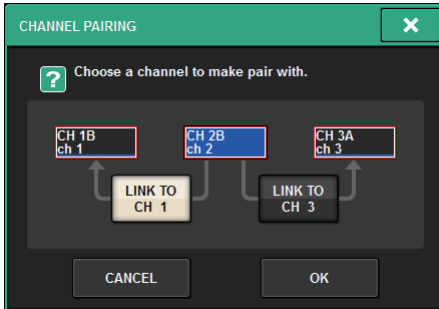 CHANNEL PAIRING
?
Choose a channel to make pair with.
CH 1B
ch 1
CH 2B
ch 2
CH 3A
ch 3
LINK TO
CH 1
LINK TO
CH 3
CANCEL
OK